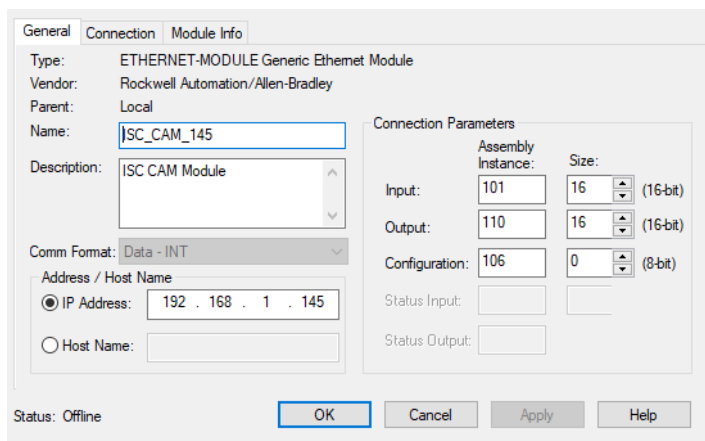 General Connection Module Info
Type: ETHERNET-MODULE Generic Ethernet Module
Vendor: Rockwell Automation/Allen-Bradley
Parent: Local
Name: ISC_CAM_145
Description: ISC CAM Module
Comm Format: Data - INT
Address / Host Name
IP Address: 192 . 168 . 1 . 145
Host Name:
Connection Parameters
Assembly
Instance: Size:
Input: 101 16 (16-bit)
Output: 110 16 (16-bit)
Configuration: 106 0 (8-bit)
Status Input:
Status Output:
Status: Offline OK Cancel Apply Help